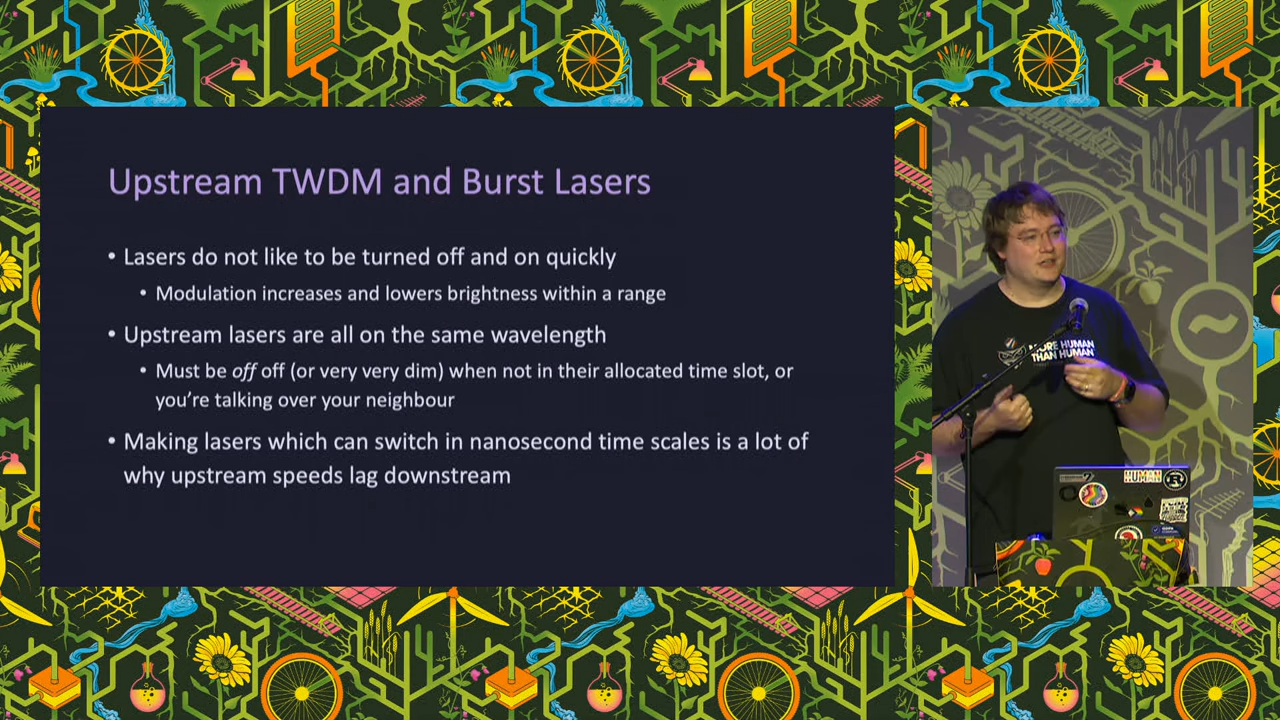 Upstream TWDM and Burst Lasers
• Lasers do not like to be turned off and on quickly
• Modulation increases and lowers brightness within a range
• Upstream lasers are all on the same wavelength
• Must be off off (or very very dim) when not in their allocated time slot, or
you're talking over your neighbour
• Making lasers which can switch in nanosecond time scales is a lot of
why upstream speeds lag downstream
MORE HUMAN
THAN HUMAN